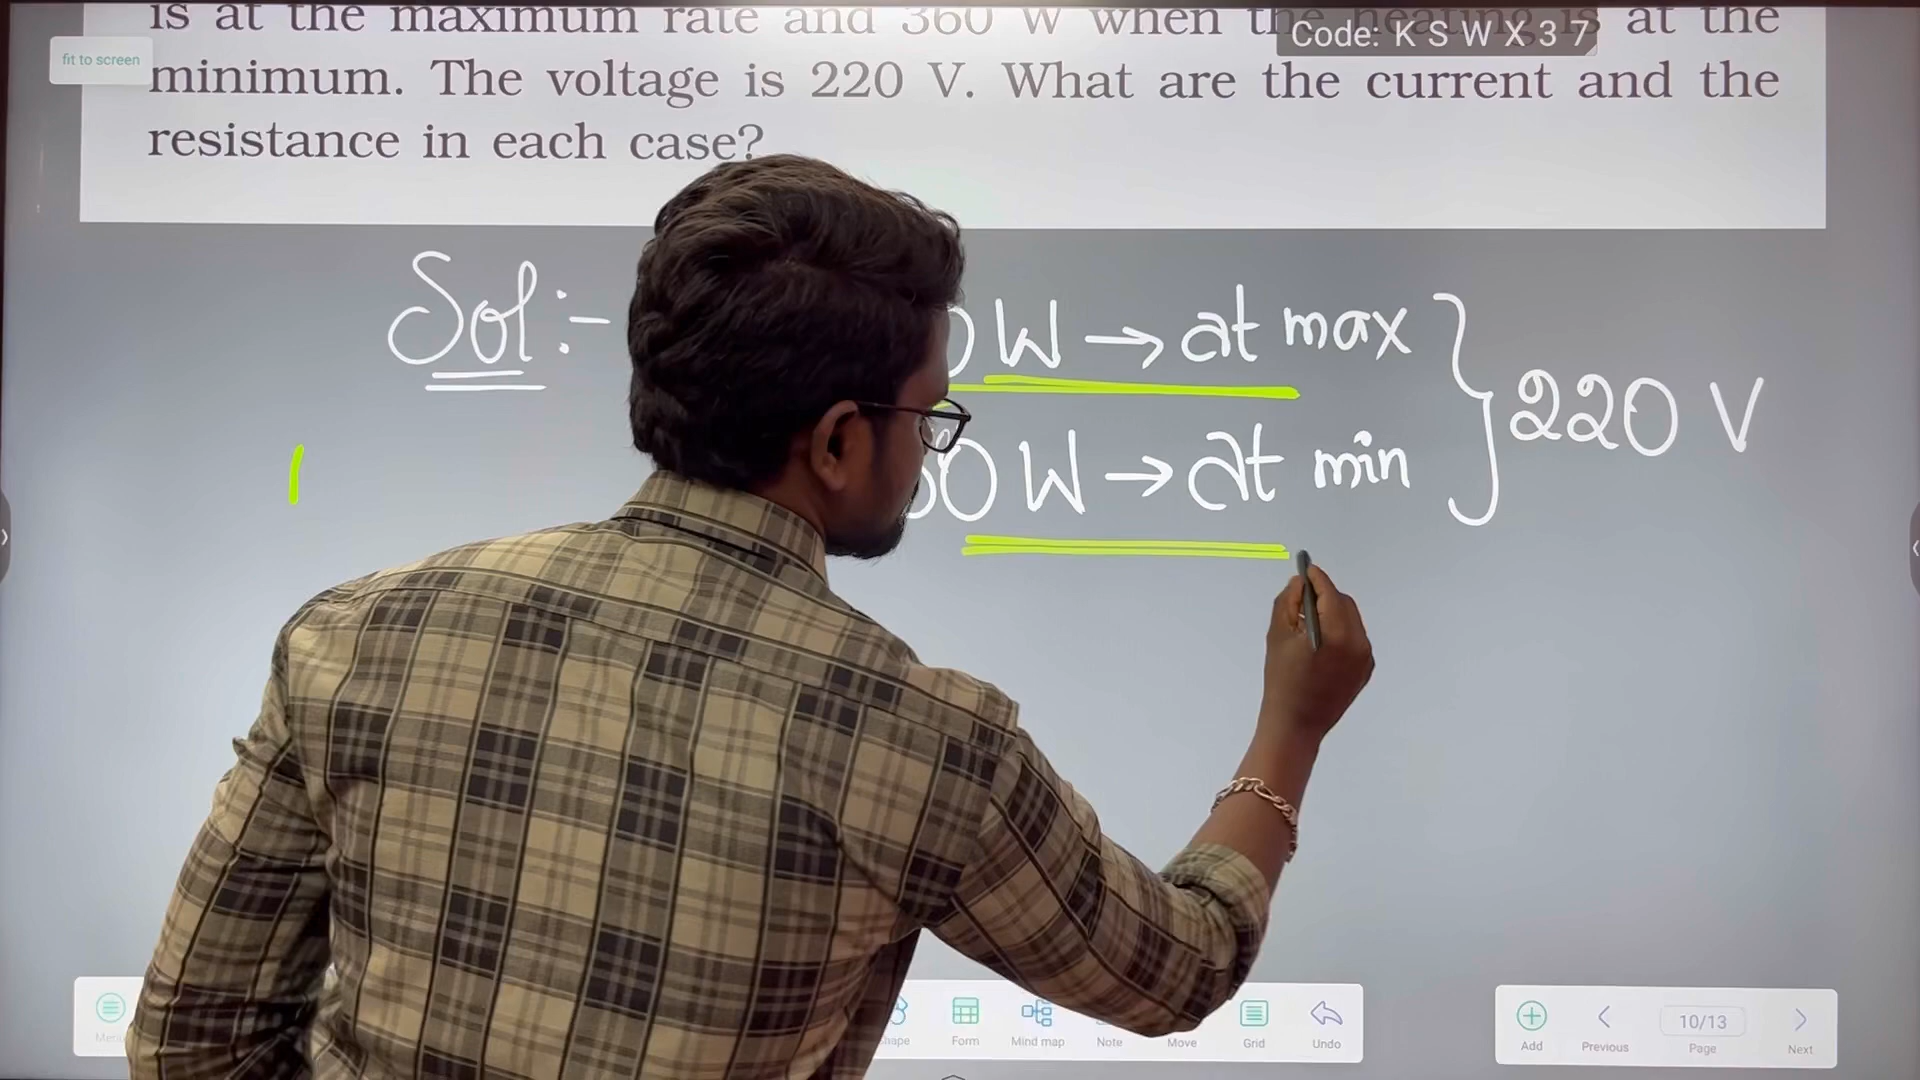 is at the maximum rate and 360 W when the heating is at the
Code: K S W X 3 7
fit to screen
minimum. The voltage is 220 V. What are the current and the
resistance in each case?
Sol:-
0 W → at max
60 W → at min
} 220 V
Menu
Form
Mind map
Note
Move
Grid
Undo
Add
Previous
10/13
Page
Next